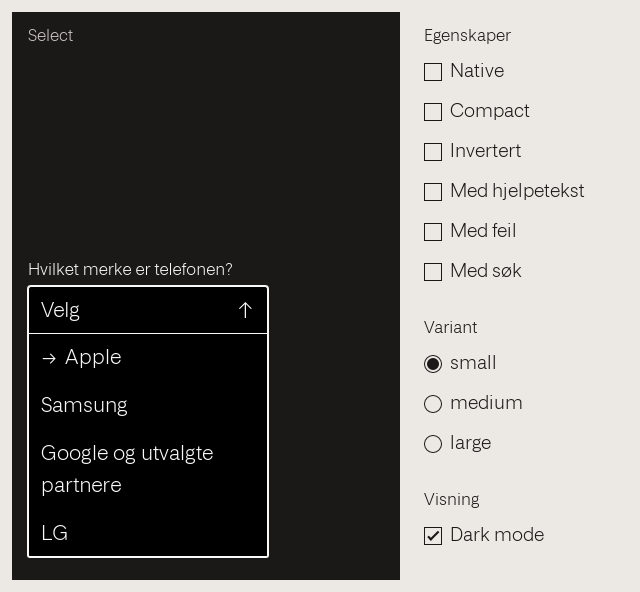 Select
Hvilket merke er telefonen?
Velg
Apple
Samsung
Google og utvalgte
partnere
LG
Egenskaper
Native
Compact
Invertert
Med hjelpetekst
Med feil
Med søk
Variant
small
medium
large
Visning
Dark mode